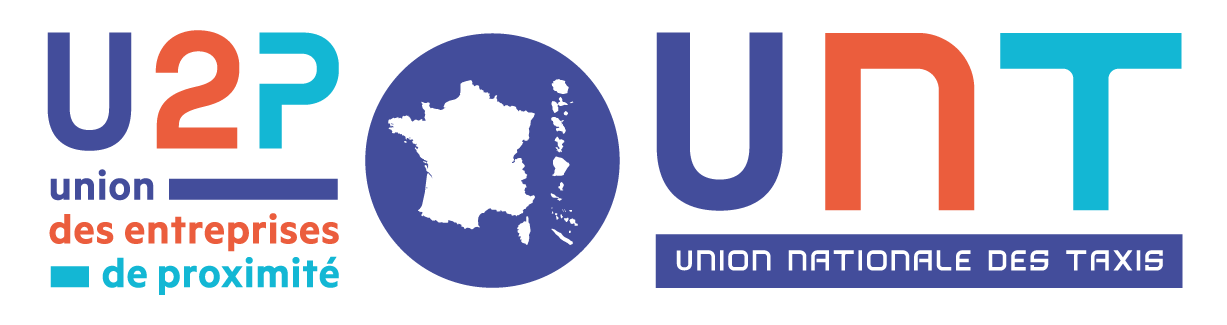 U2P
union
des entreprises
de proximité
UNT
UNION NATIONALE DES TAXIS